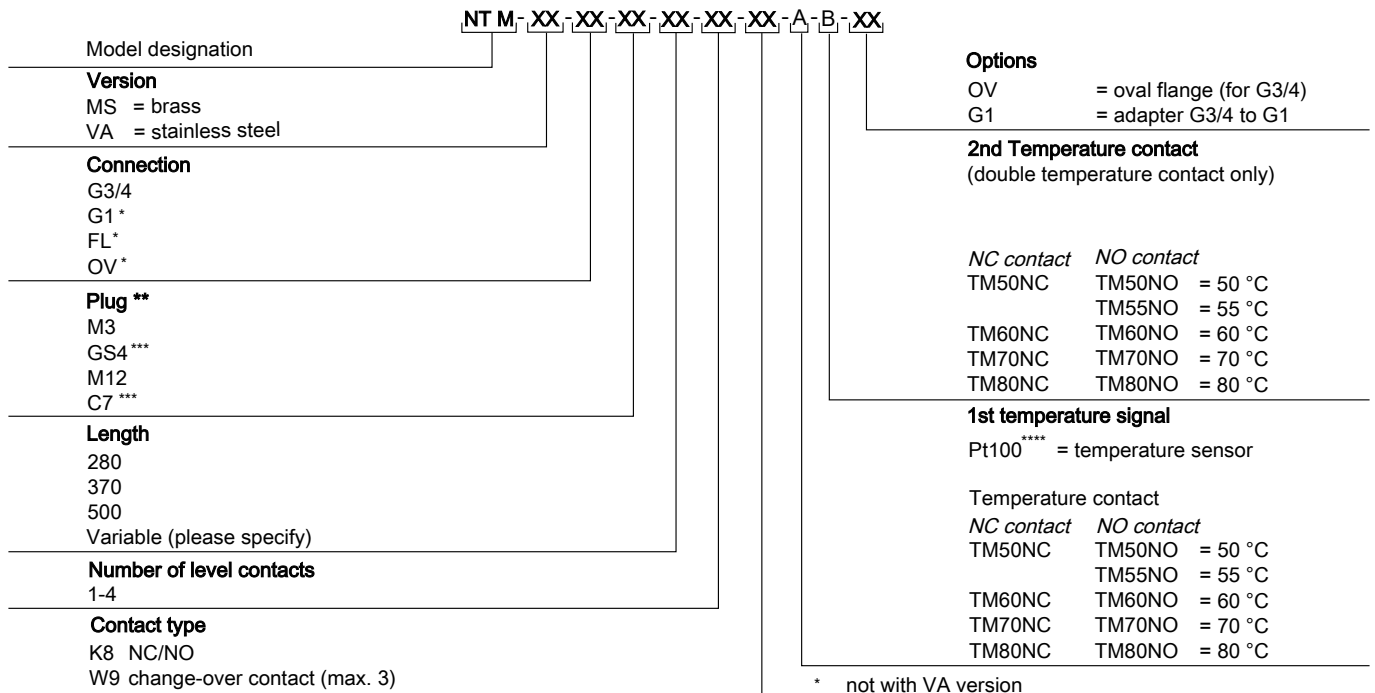 NT M - XX - XX - XX - XX - XX - XX - A - B - XX
Model designation
Version
MS = brass
VA = stainless steel
Connection
G3/4
G1 *
FL *
OV *
Plug **
M3
GS4 ***
M12
C7 ***
Length
280
370
500
Variable (please specify)
Number of level contacts
1-4
Contact type
K8 NC/NO
W9 change-over contact (max. 3)
Options
OV = oval flange (for G3/4)
G1 = adapter G3/4 to G1
2nd Temperature contact
(double temperature contact only)
NC contact NO contact
TM50NC TM50NO = 50 °C
TM55NO = 55 °C
TM60NC TM60NO = 60 °C
TM70NC TM70NO = 70 °C
TM80NC TM80NO = 80 °C
1st temperature signal
Pt100 **** = temperature sensor
Temperature contact
NC contact NO contact
TM50NC TM50NO = 50 °C
TM55NO = 55 °C
TM60NC TM60NO = 60 °C
TM70NC TM70NO = 70 °C
TM80NC TM80NO = 80 °C
* not with VA version